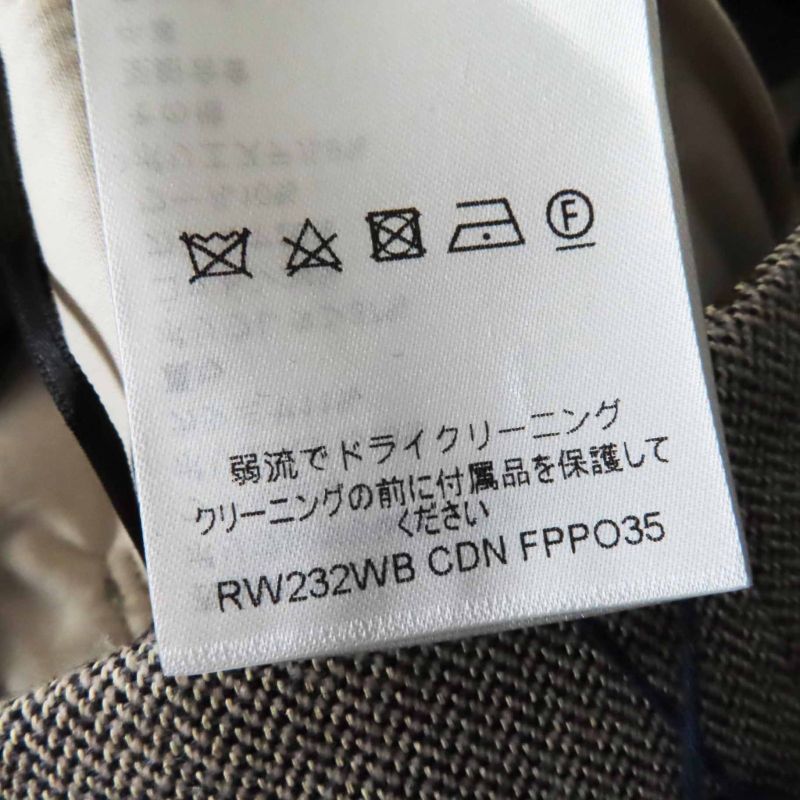 F
弱流でドライクリーニング
クリーニングの前に付属品を保護して
ください
RW232WB CDN FPPO35